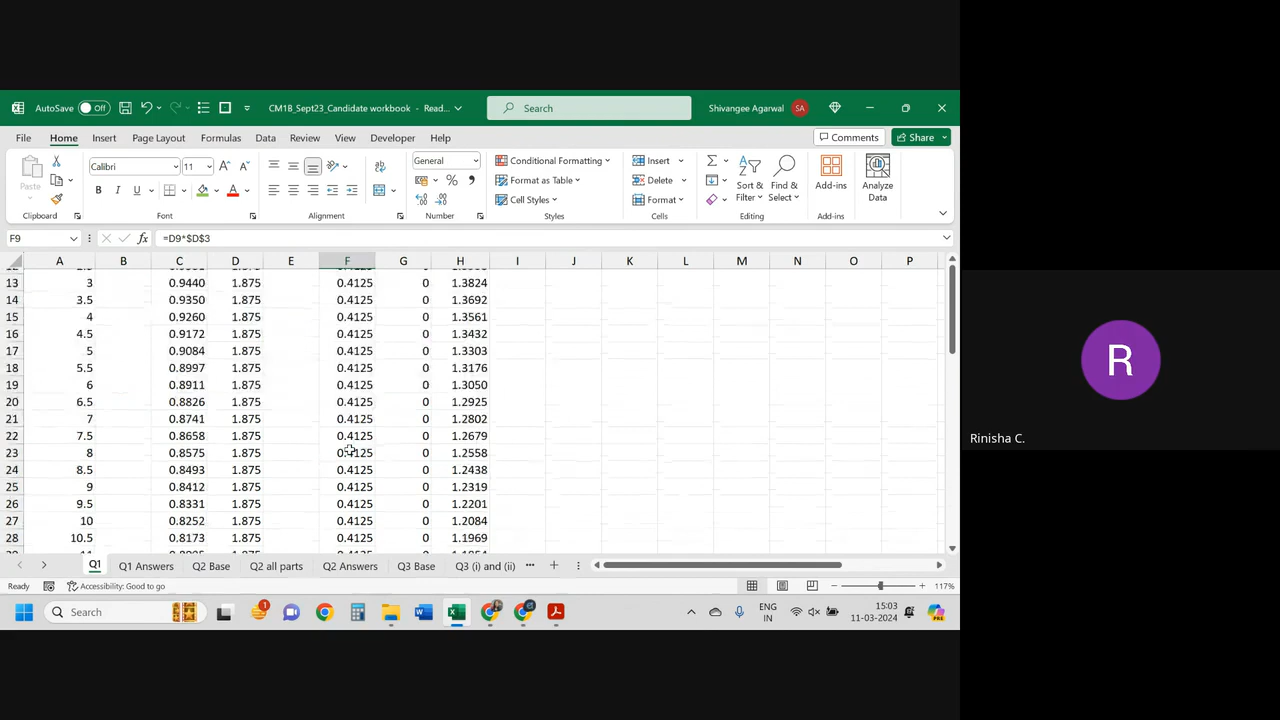 AutoSave Off CM1B_Sept23_Candidate workbook - Read... Search Shivangee Agarwal SA
File Home Insert Page Layout Formulas Data Review View Developer Help Comments Share
Paste Calibri 11 General Conditional Formatting Insert Sort & Filter Find & Select Add-ins Analyze Data
B I U Format as Table Delete
Cell Styles Format
Clipboard Font Alignment Number Styles Cells Editing Add-ins
F9 fx =D9*$D$3
A B C D E F G H I J K L M N O P
13 3 0.9440 1.875 0.4125 0 1.3824
14 3.5 0.9350 1.875 0.4125 0 1.3692
15 4 0.9260 1.875 0.4125 0 1.3561
16 4.5 0.9172 1.875 0.4125 0 1.3432
17 5 0.9084 1.875 0.4125 0 1.3303
18 5.5 0.8997 1.875 0.4125 0 1.3176
19 6 0.8911 1.875 0.4125 0 1.3050
20 6.5 0.8826 1.875 0.4125 0 1.2925
21 7 0.8741 1.875 0.4125 0 1.2802
22 7.5 0.8658 1.875 0.4125 0 1.2679
23 8 0.8575 1.875 0.4125 0 1.2558
24 8.5 0.8493 1.875 0.4125 0 1.2438
25 9 0.8412 1.875 0.4125 0 1.2319
26 9.5 0.8331 1.875 0.4125 0 1.2201
27 10 0.8252 1.875 0.4125 0 1.2084
28 10.5 0.8173 1.875 0.4125 0 1.1969
Q1 Q1 Answers Q2 Base Q2 all parts Q2 Answers Q3 Base Q3 (i) and (ii) ...
Ready Accessibility: Good to go 117%
Search 1 ENG IN 15:03 11-03-2024
R
Rinisha C.